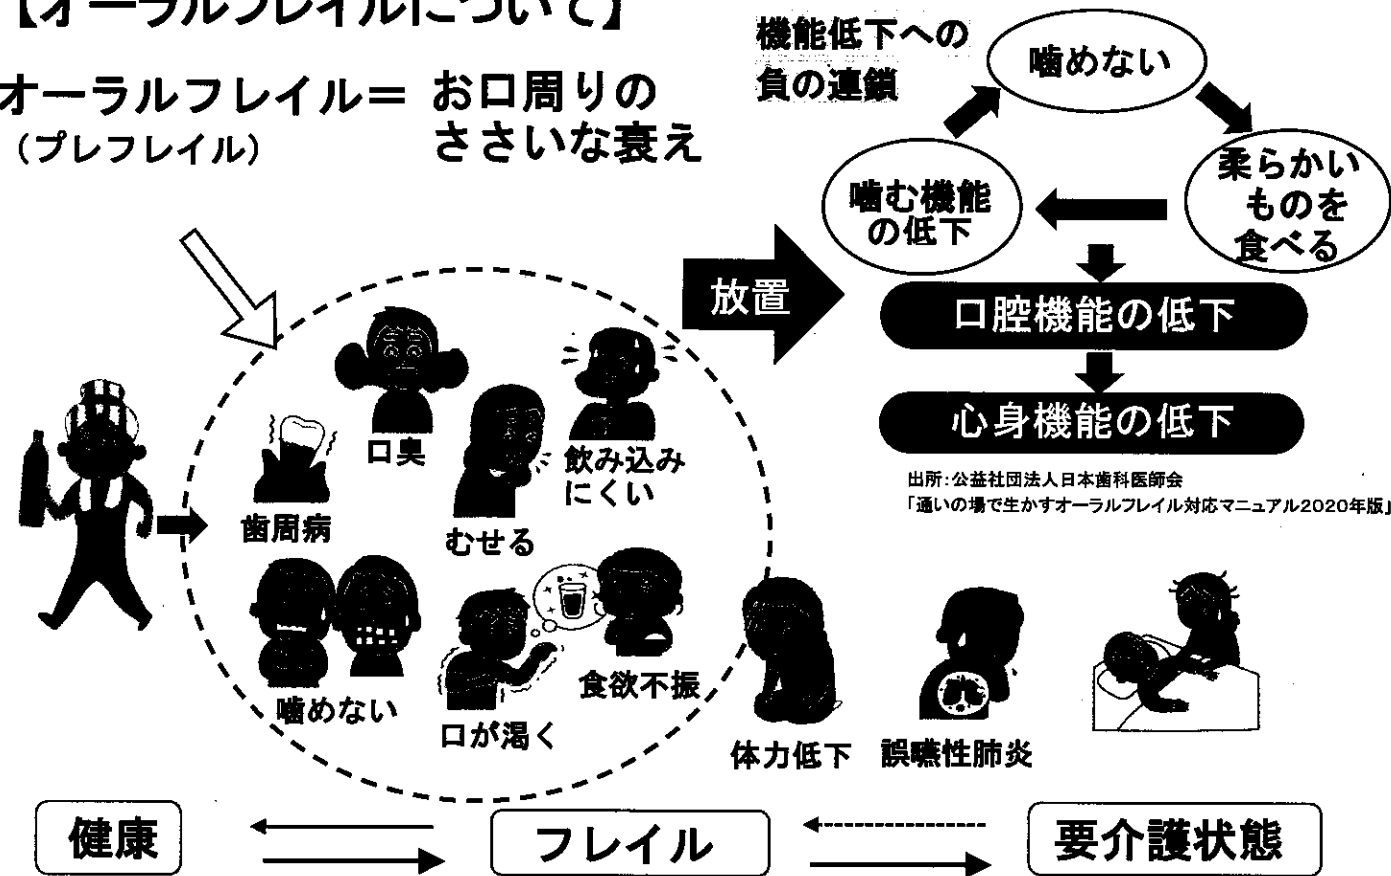 【オーラルフレイルについて】
オーラルフレイル＝ お口周りの
（プレフレイル） ささいな衰え
機能低下への
負の連鎖
噛めない
柔らかい
ものを
食べる
噛む機能
の低下
放置
口腔機能の低下
心身機能の低下
出所：公益社団法人日本歯科医師会
「通いの場で生かすオーラルフレイル対応マニュアル2020年版」
口臭
飲み込み
にくい
歯周病
むせる
噛めない
口が渇く
食欲不振
体力低下
誤嚥性肺炎
健康
フレイル
要介護状態